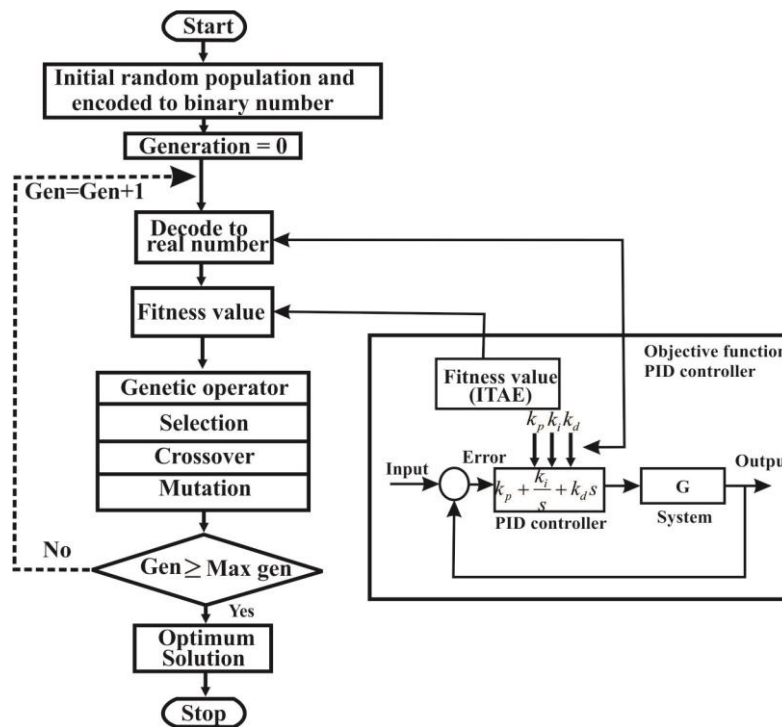 Start
Initial random population and
encoded to binary number
Generation = 0
Gen=Gen+1
Decode to
real number
Fitness value
Genetic operator
Selection
Crossover
Mutation
No
Gen ≥ Max gen
Yes
Optimum
Solution
Stop
Objective function
PID controller
Fitness value
(ITAE)
k_p k_i k_d
Input
Error
k_p + k_i/s + k_d s
PID controller
G
System
Output